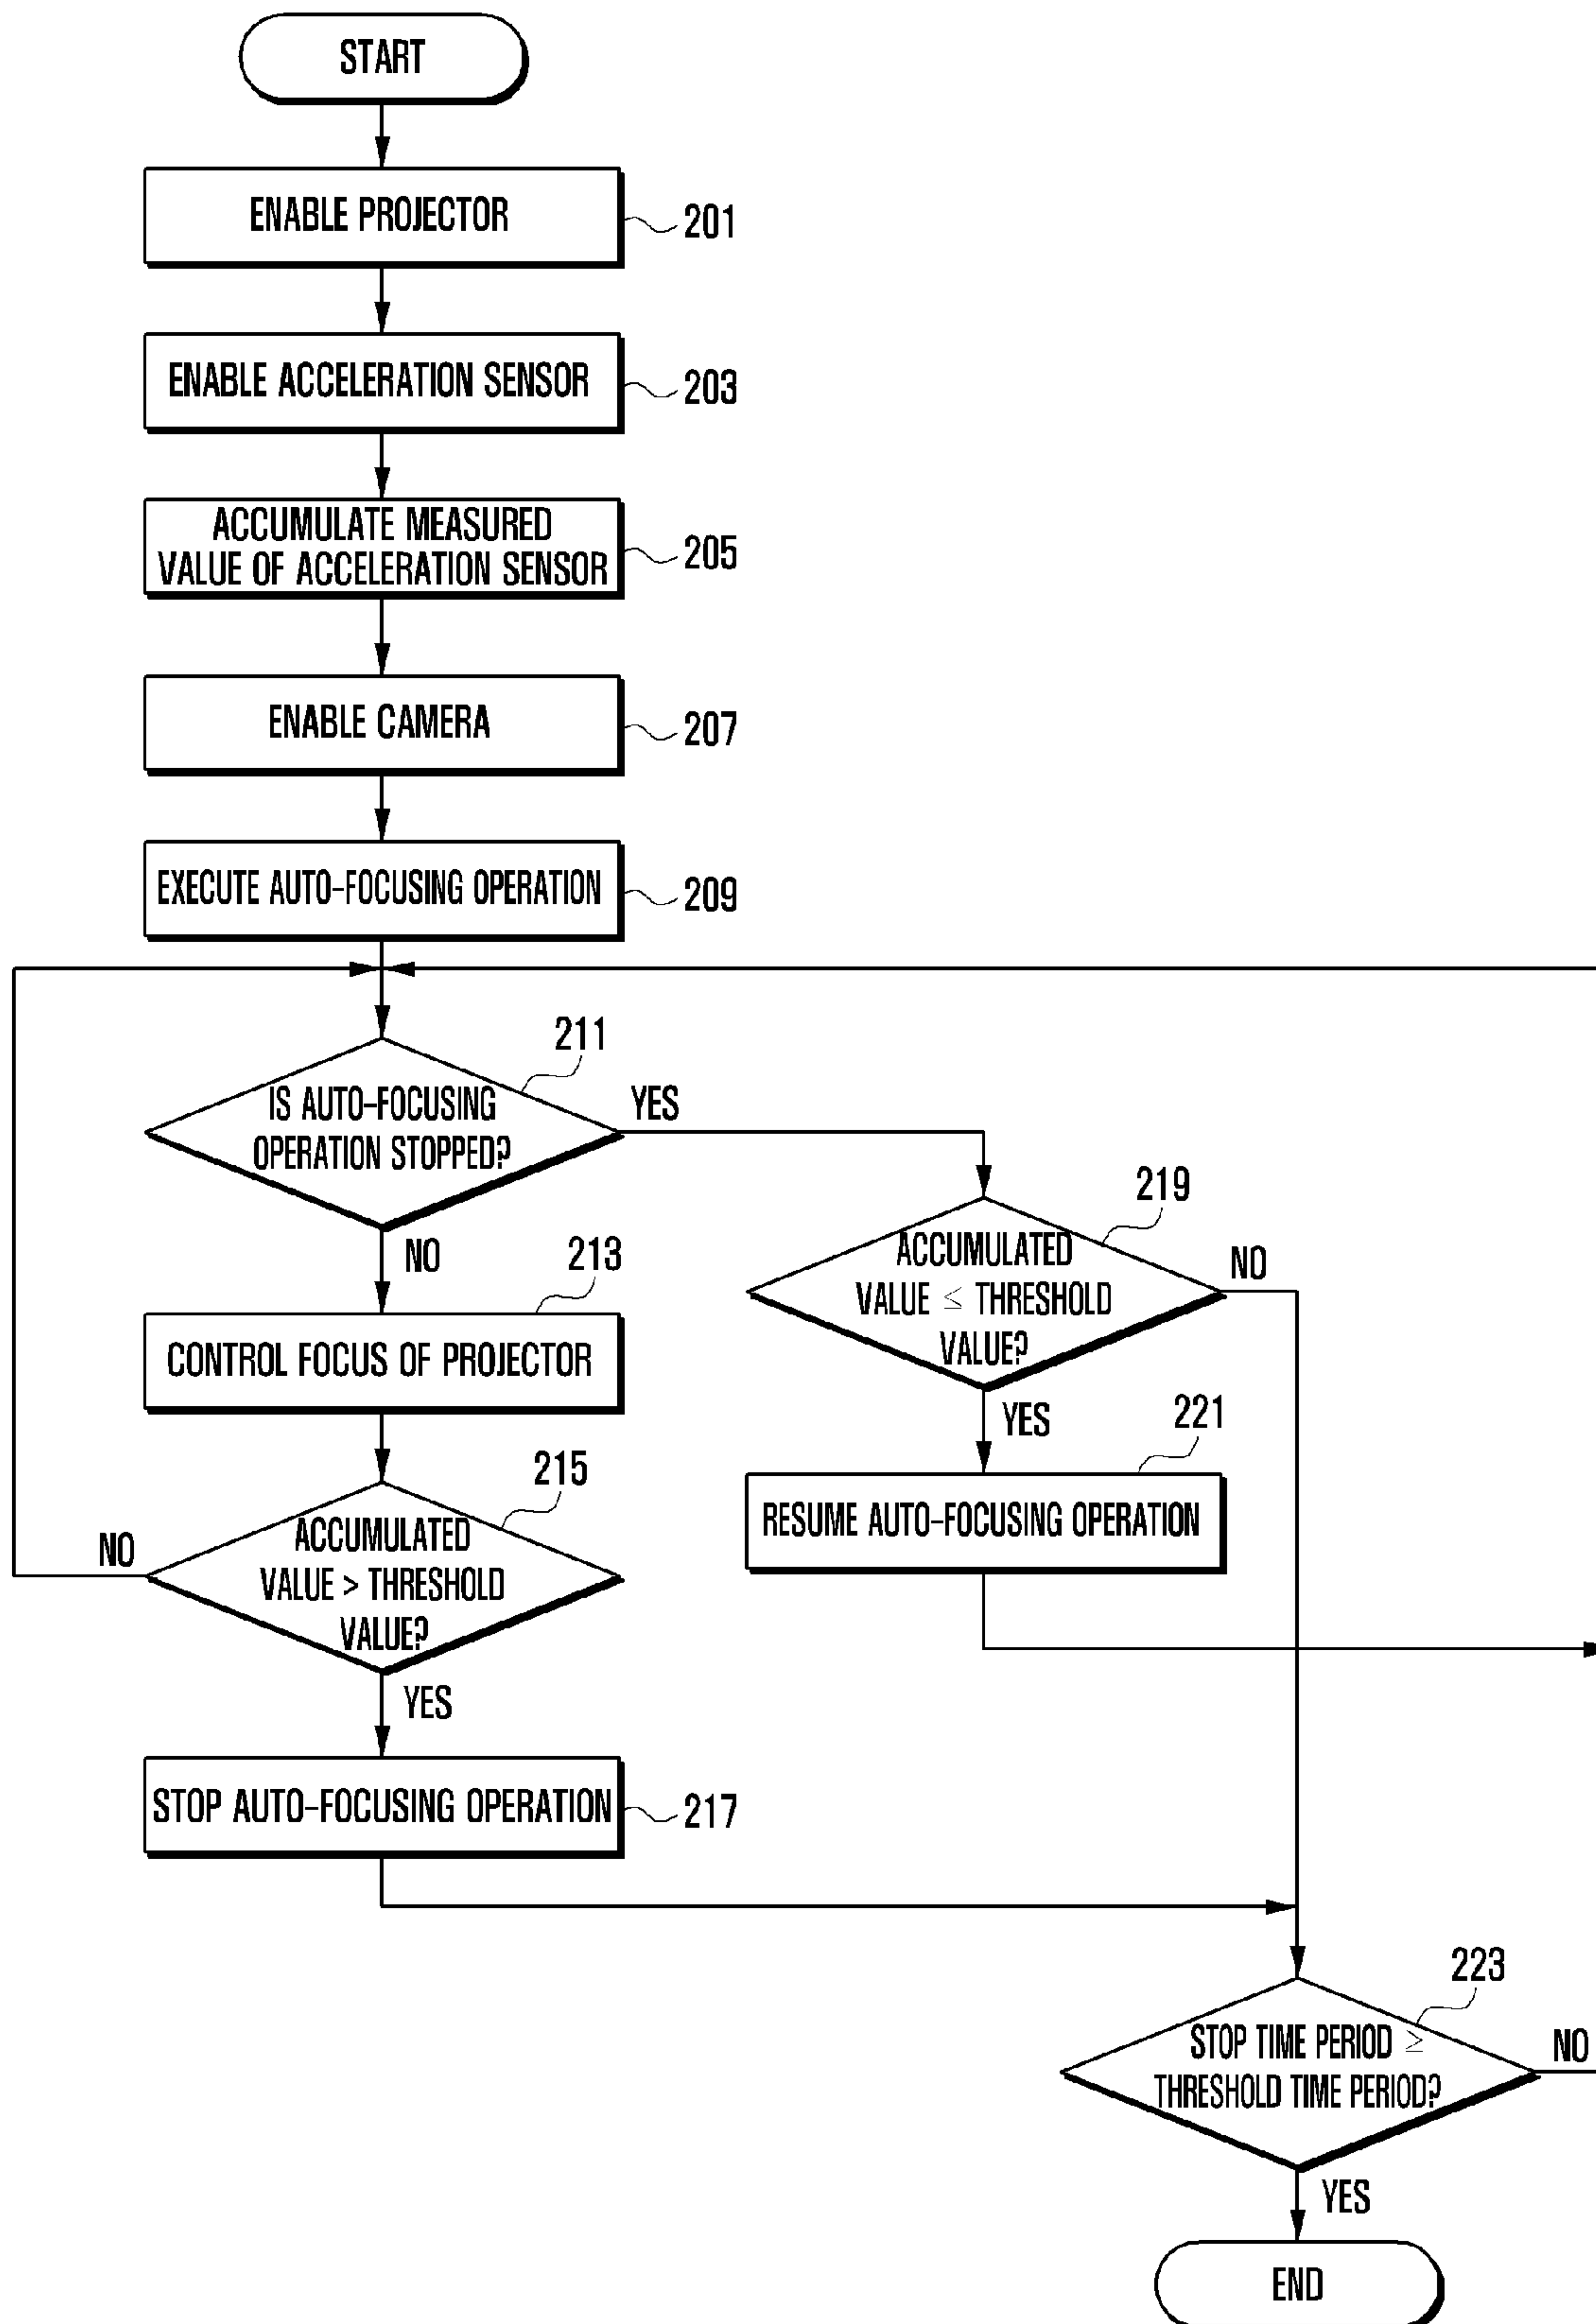 START
ENABLE PROJECTOR
201
ENABLE ACCELERATION SENSOR
203
ACCUMULATE MEASURED
VALUE OF ACCELERATION SENSOR
205
ENABLE CAMERA
207
EXECUTE AUTO-FOCUSING OPERATION
209
211
IS AUTO-FOCUSING
OPERATION STOPPED?
YES
NO
213
CONTROL FOCUS OF PROJECTOR
215
ACCUMULATED
VALUE > THRESHOLD
VALUE?
NO
YES
STOP AUTO-FOCUSING OPERATION
217
219
ACCUMULATED
VALUE ≤ THRESHOLD
VALUE?
NO
YES
221
RESUME AUTO-FOCUSING OPERATION
223
STOP TIME PERIOD ≥
THRESHOLD TIME PERIOD?
NO
YES
END